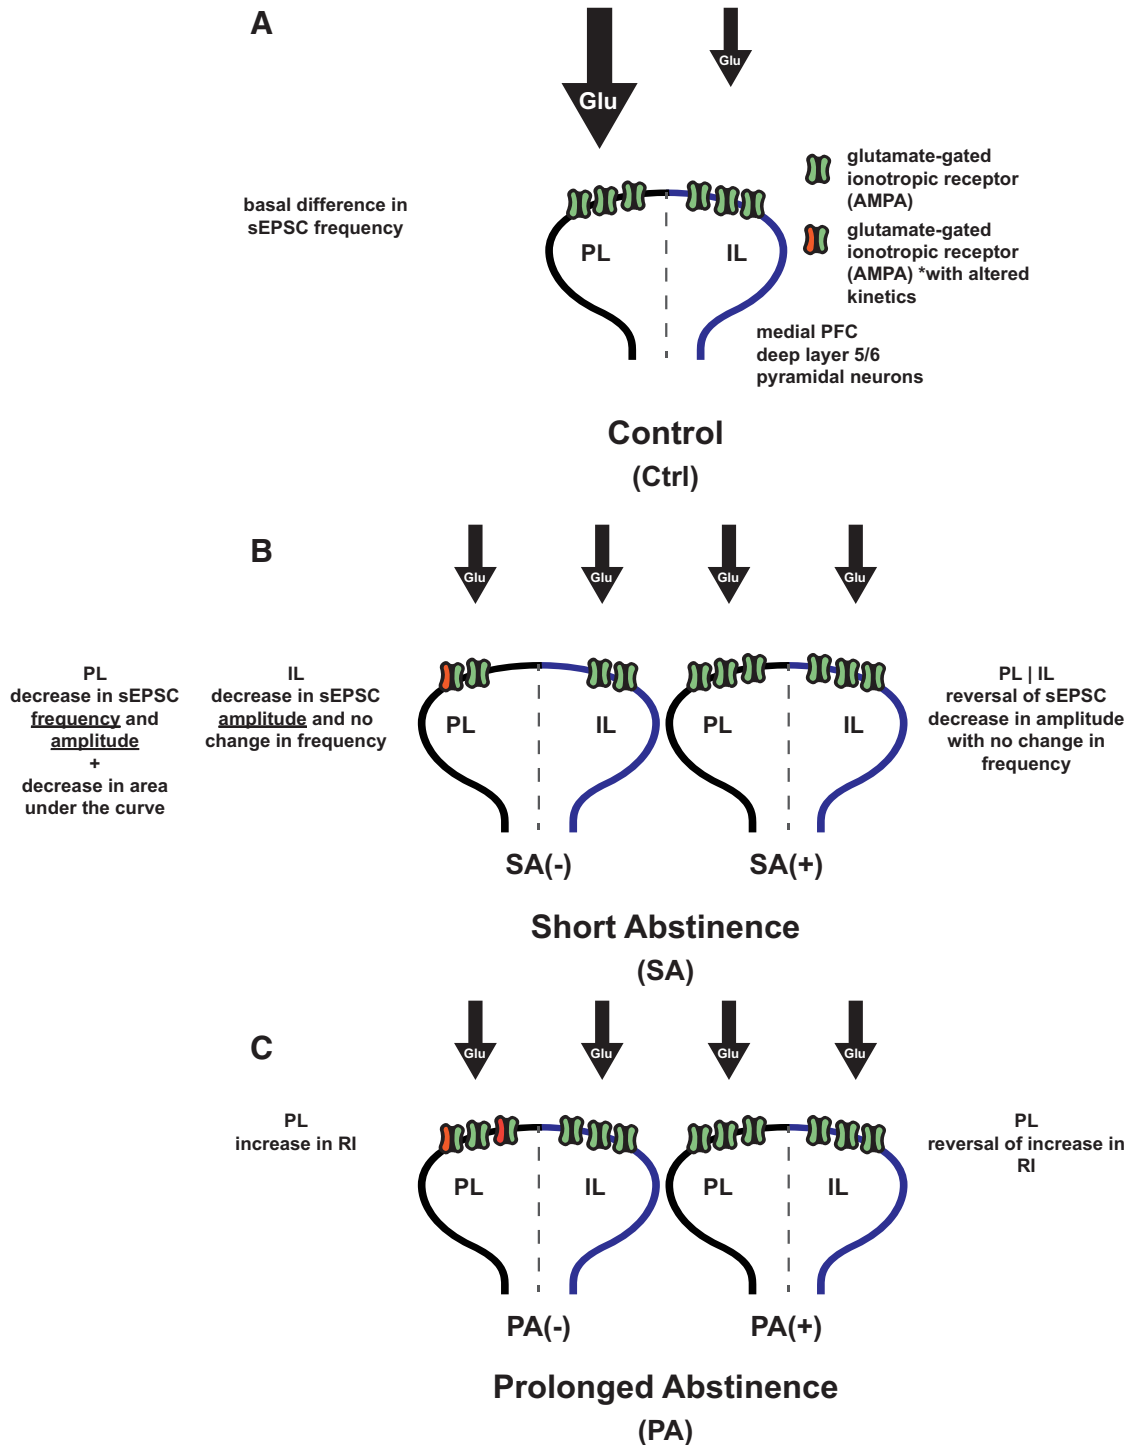 A
Glu
Glu
basal difference in
sEPSC frequency
glutamate-gated
ionotropic receptor
(AMPA)
glutamate-gated
ionotropic receptor
(AMPA) *with altered
kinetics
PL
IL
medial PFC
deep layer 5/6
pyramidal neurons
Control
(Ctrl)
B
Glu
Glu
Glu
Glu
PL
decrease in sEPSC
frequency and
amplitude
+
decrease in area
under the curve
IL
decrease in sEPSC
amplitude and no
change in frequency
PL
IL
PL
IL
PL | IL
reversal of sEPSC
decrease in amplitude
with no change in
frequency
SA(-)
SA(+)
Short Abstinence
(SA)
C
Glu
Glu
Glu
Glu
PL
increase in RI
PL
IL
PL
IL
PL
reversal of increase in
RI
PA(-)
PA(+)
Prolonged Abstinence
(PA)